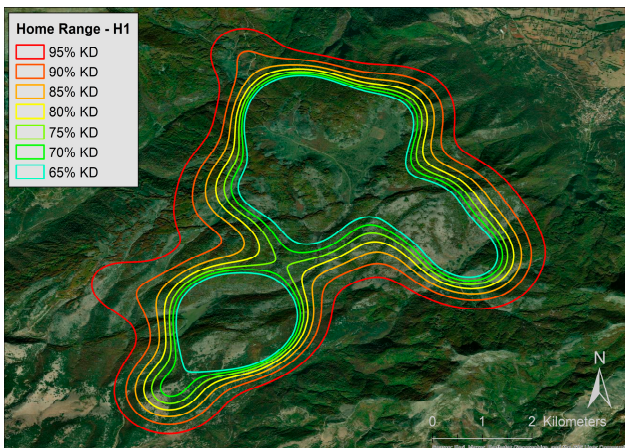 Home Range - H1
95% KD
90% KD
85% KD
80% KD
75% KD
70% KD
65% KD
N
0 1 2 Kilometers